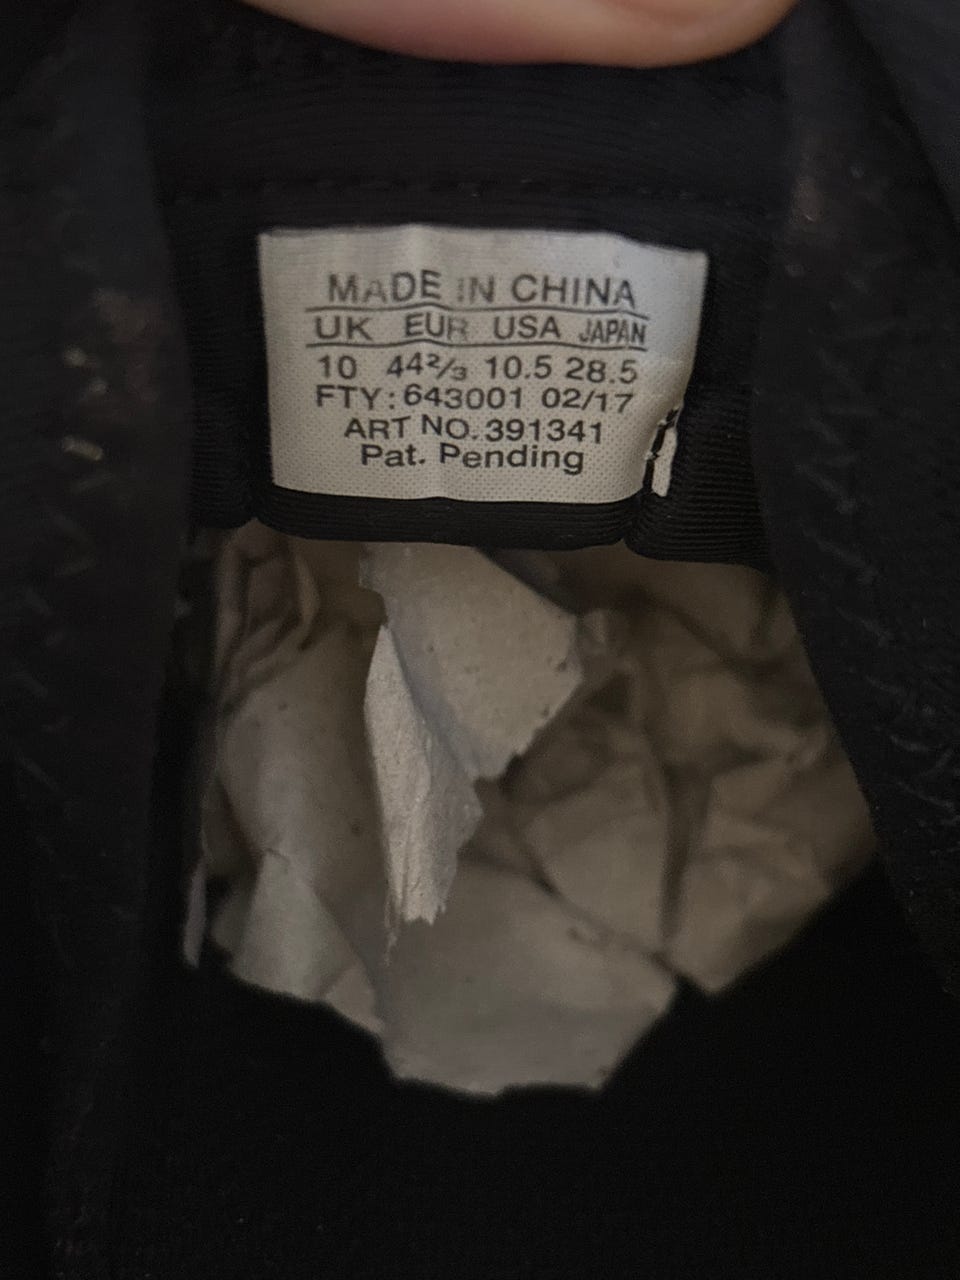 MADE IN CHINA
UK EUR USA JAPAN
10 44⅔ 10.5 28.5
FTY: 643001 02/17
ART NO. 391341
Pat. Pending